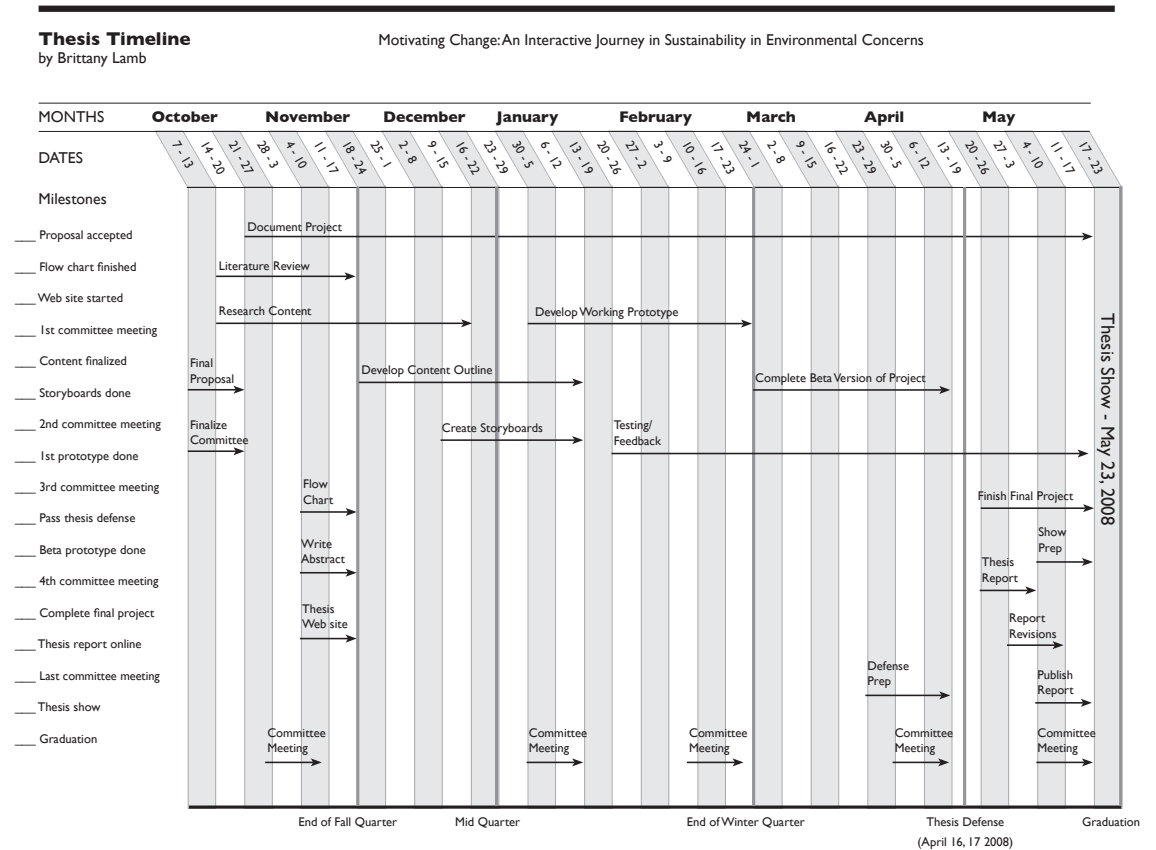 Thesis Timeline
by Brittany Lamb
Motivating Change: An Interactive Journey in Sustainability in Environmental Concerns
MONTHS October November December January February March April May
DATES 7 - 13 14 - 20 21 - 27 28 - 3 4 - 10 11 - 17 18 - 24 25 - 1 2 - 8 9 - 15 16 - 22 23 - 29 30 - 5 6 - 12 13 - 19 20 - 26 27 - 2 3 - 9 10 - 16 17 - 23 24 - 1 2 - 8 9 - 15 16 - 22 23 - 29 30 - 5 6 - 12 13 - 19 20 - 26 27 - 3 4 - 10 11 - 17 17 - 23
Milestones
___ Proposal accepted
___ Flow chart finished
___ Web site started
___ 1st committee meeting
___ Content finalized
___ Storyboards done
___ 2nd committee meeting
___ 1st prototype done
___ 3rd committee meeting
___ Pass thesis defense
___ Beta prototype done
___ 4th committee meeting
___ Complete final project
___ Thesis report online
___ Last committee meeting
___ Thesis show
___ Graduation
Document Project
Literature Review
Research Content
Develop Working Prototype
Final
Proposal
Develop Content Outline
Complete Beta Version of Project
Finalize
Committee
Create Storyboards
Testing/
Feedback
Flow
Chart
Finish Final Project
Write
Abstract
Show
Prep
Thesis
Report
Thesis
Web site
Report
Revisions
Defense
Prep
Publish
Report
Committee
Meeting
Committee
Meeting
Committee
Meeting
Committee
Meeting
Committee
Meeting
Thesis Show - May 23, 2008
End of Fall Quarter
Mid Quarter
End of Winter Quarter
Thesis Defense
(April 16, 17 2008)
Graduation